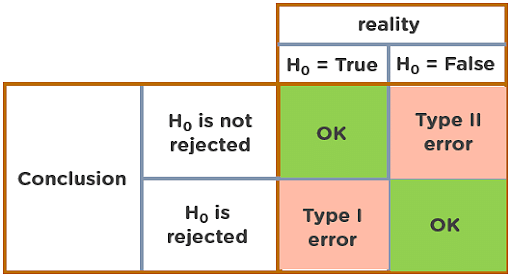 reality
H₀ = True H₀ = False
H₀ is not
rejected
OK
Type II
error
Conclusion
H₀ is
rejected
Type I
error
OK